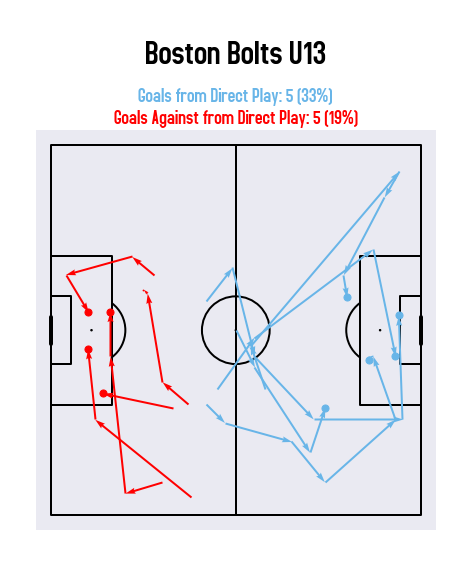 Boston Bolts U13
Goals from Direct Play: 5 (33%)
Goals Against from Direct Play: 5 (19%)